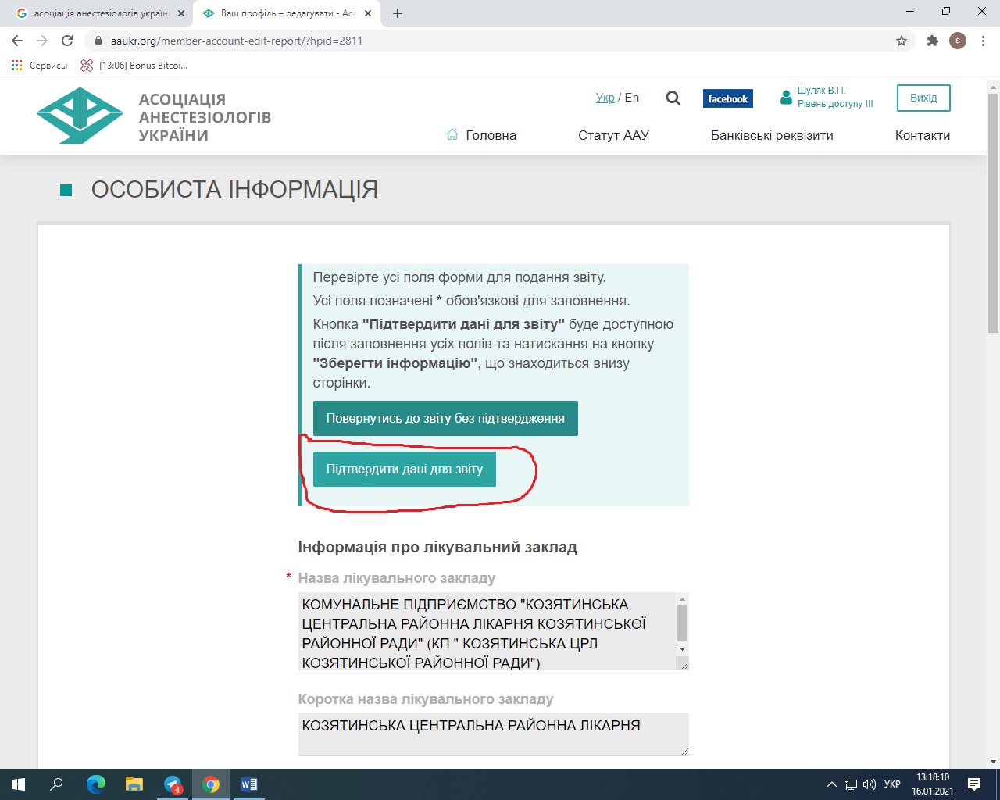 асоціація анестезіологів україн
Ваш профіль – редагувати - Асс
aaukr.org/member-account-edit-report/?hpid=2811
S
Сервисы
[13:06] Bonus Bitcoi...
АСОЦІАЦІЯ
АНЕСТЕЗІОЛОГІВ
УКРАЇНИ
Укр / En
facebook
Шуляк В.П.
Рівень доступу III
Вихід
Головна
Статут ААУ
Банківські реквізити
Контакти
ОСОБИСТА ІНФОРМАЦІЯ
Перевірте усі поля форми для подання звіту.
Усі поля позначені * обов'язкові для заповнення.
Кнопка "Підтвердити дані для звіту" буде доступною
після заповнення усіх полів та натискання на кнопку
"Зберегти інформацію", що знаходиться внизу
сторінки.
Повернутись до звіту без підтвердження
Підтвердити дані для звіту
Інформація про лікувальний заклад
* Назва лікувального закладу
КОМУНАЛЬНЕ ПІДПРИЄМСТВО "КОЗЯТИНСЬКА
ЦЕНТРАЛЬНА РАЙОННА ЛІКАРНЯ КОЗЯТИНСЬКОЇ
РАЙОННОЇ РАДИ" (КП " КОЗЯТИНСЬКА ЦРЛ
КОЗЯТИНСЬКОЇ РАЙОННОЇ РАДИ")
Коротка назва лікувального закладу
КОЗЯТИНСЬКА ЦЕНТРАЛЬНА РАЙОННА ЛІКАРНЯ
4
УКР
13:18:10
16.01.2021